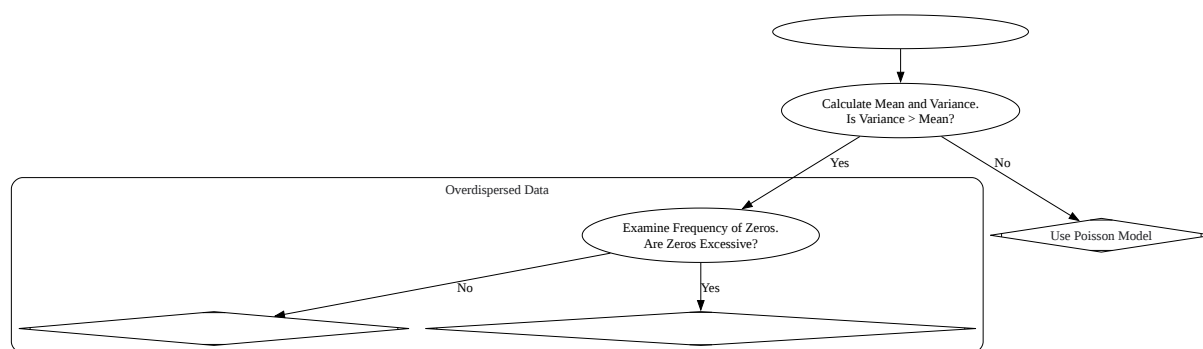 Calculate Mean and Variance.
Is Variance > Mean?
Yes
No
Overdispersed Data
Examine Frequency of Zeros.
Are Zeros Excessive?
Use Poisson Model
No
Yes